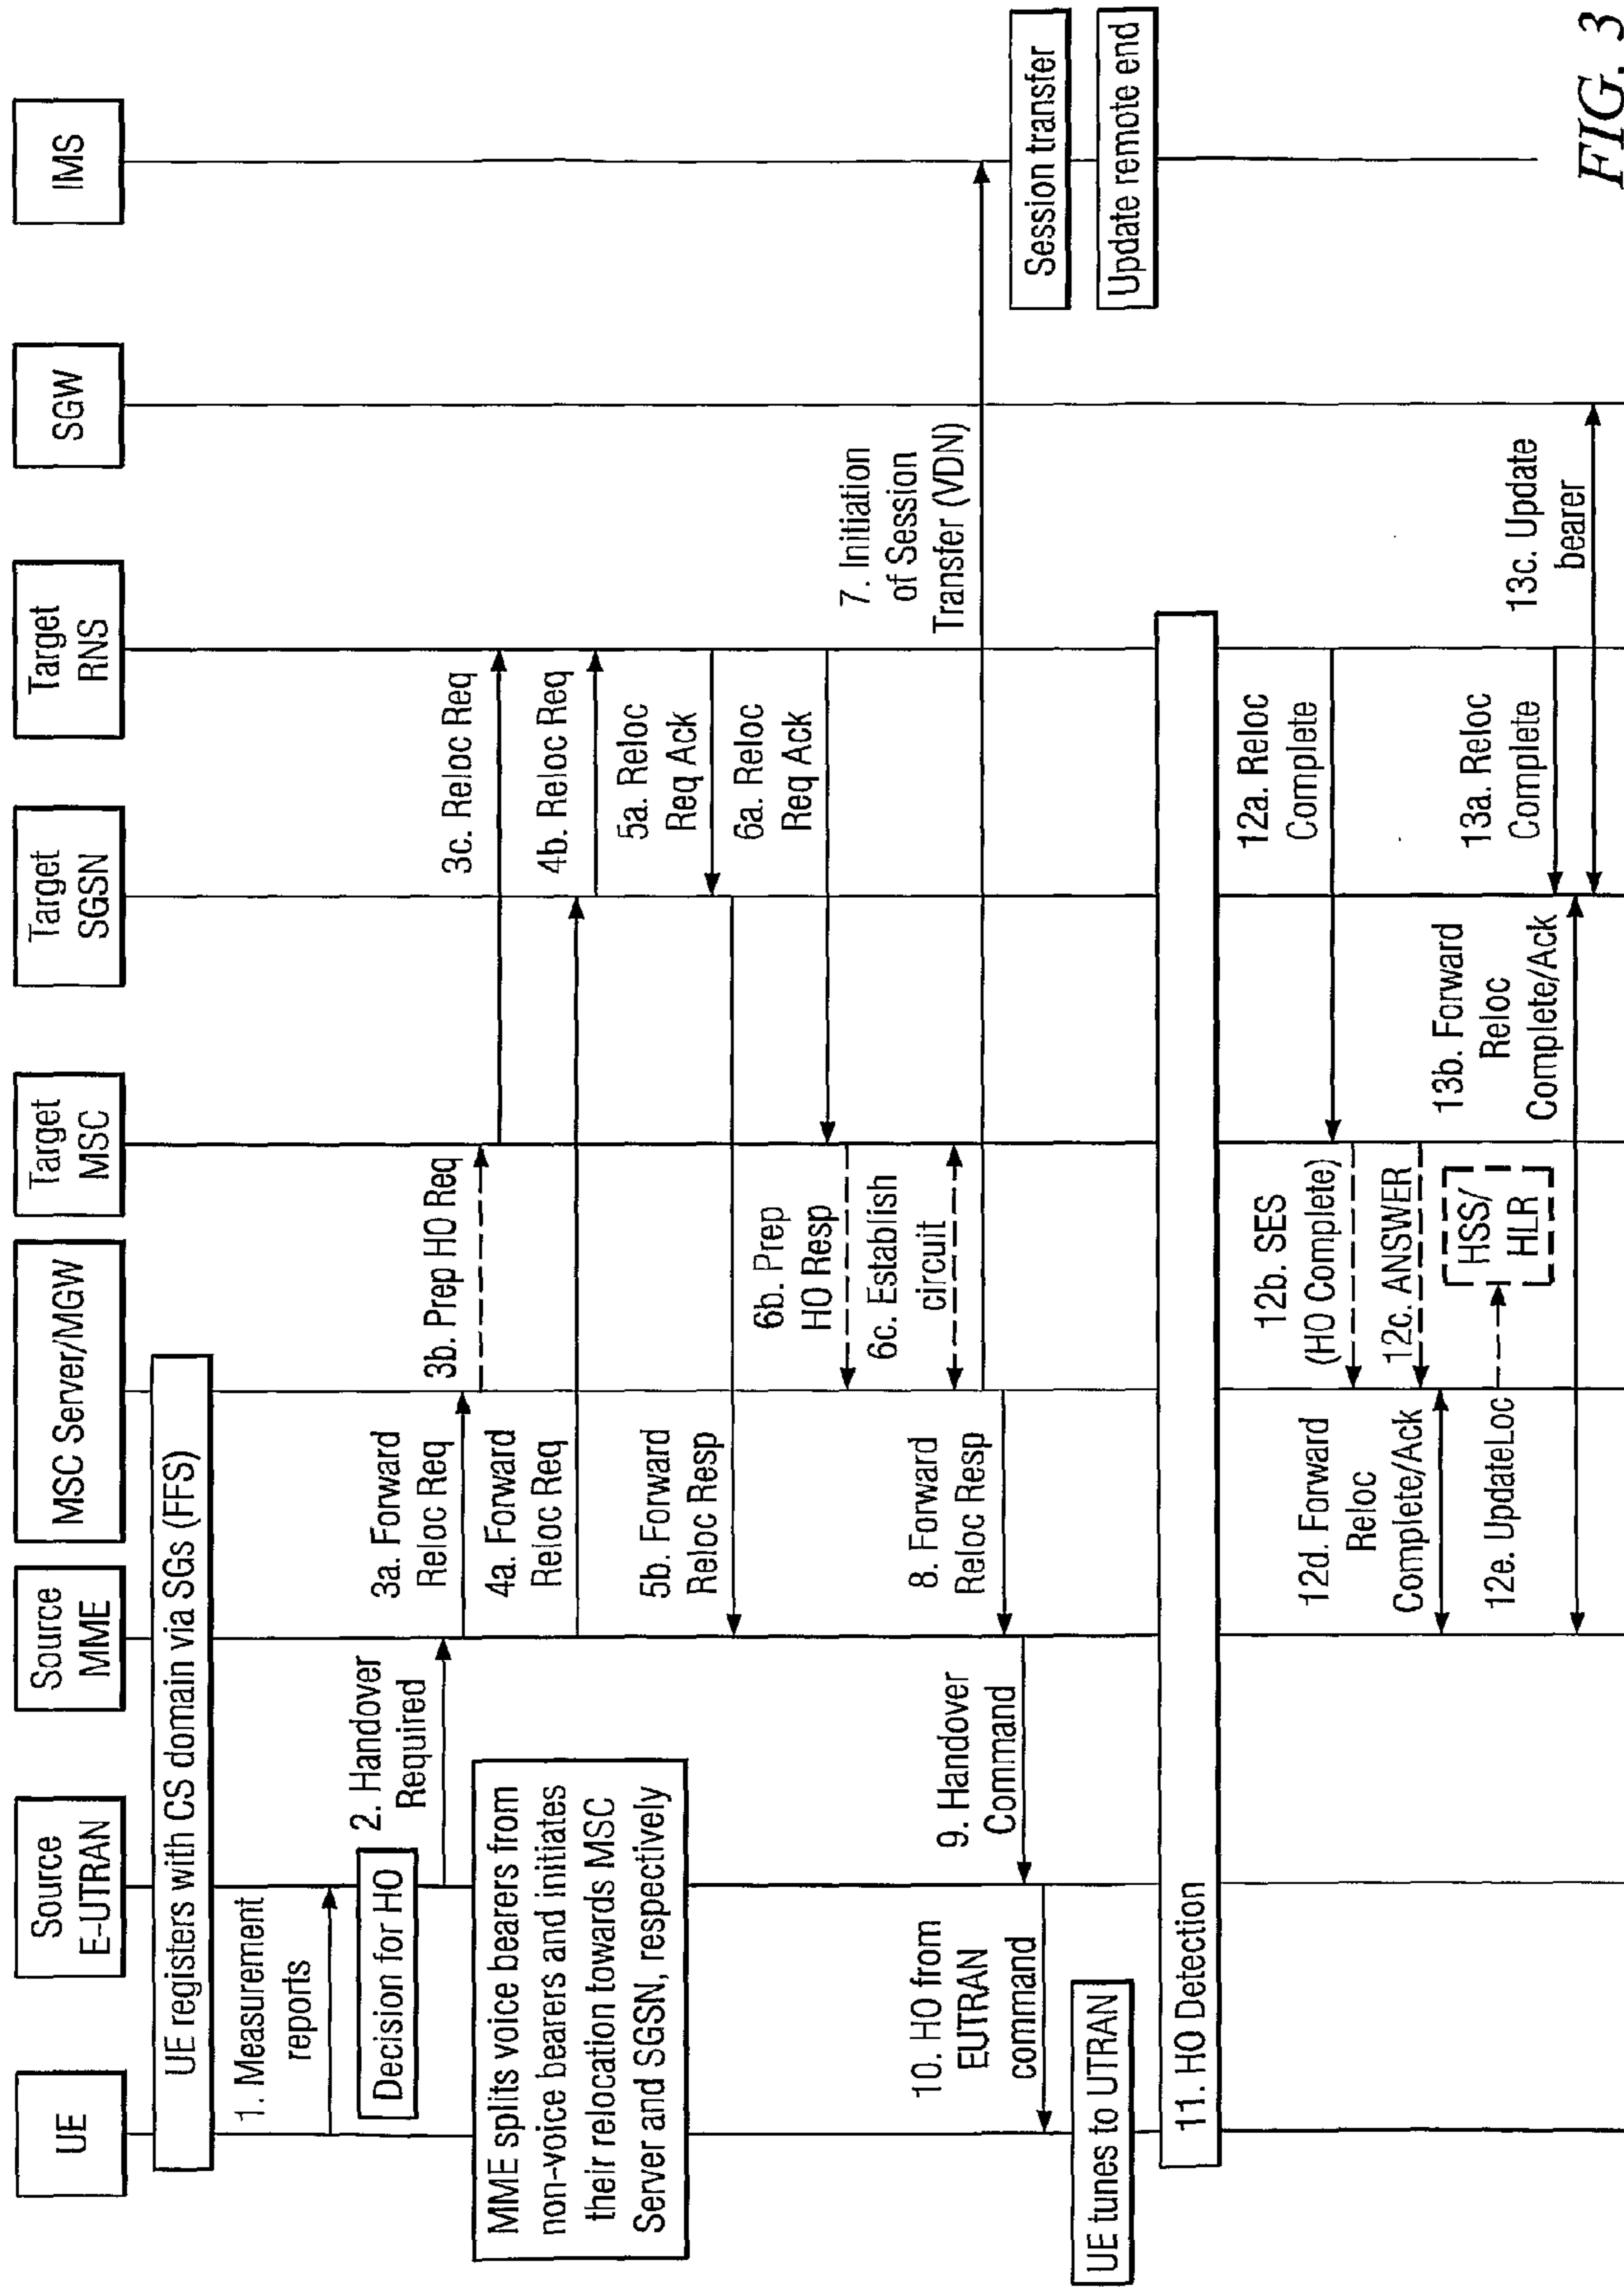 UE
Source
E-UTRAN
Source
MME
MSC Server/MGW
Target
MSC
Target
SGSN
Target
RNS
SGW
IMS
UE registers with CS domain via SGs (FFS)
1. Measurement
reports
Decision for HO
2. Handover
Required
MME splits voice bearers from
non-voice bearers and initiates
their relocation towards MSC
Server and SGSN, respectively
3a. Forward
Reloc Req
3b. Prep HO Req
3c. Reloc Req
4a. Forward
Reloc Req
4b. Reloc Req
5a. Reloc
Req Ack
5b. Forward
Reloc Resp
6a. Reloc
Req Ack
6b. Prep
HO Resp
6c. Establish
circuit
7. Initiation
of Session
Transfer (VDN)
8. Forward
Reloc Resp
Session transfer
Update remote end
9. Handover
Command
10. HO from
EUTRAN
command
UE tunes to UTRAN
11. HO Detection
12a. Reloc
Complete
12b. SES
(HO Complete)
12c. ANSWER
12d. Forward
Reloc
Complete/Ack
12e. UpdateLoc
HSS/
HLR
13a. Reloc
Complete
13b. Forward
Reloc
Complete/Ack
13c. Update
bearer
FIG. 3